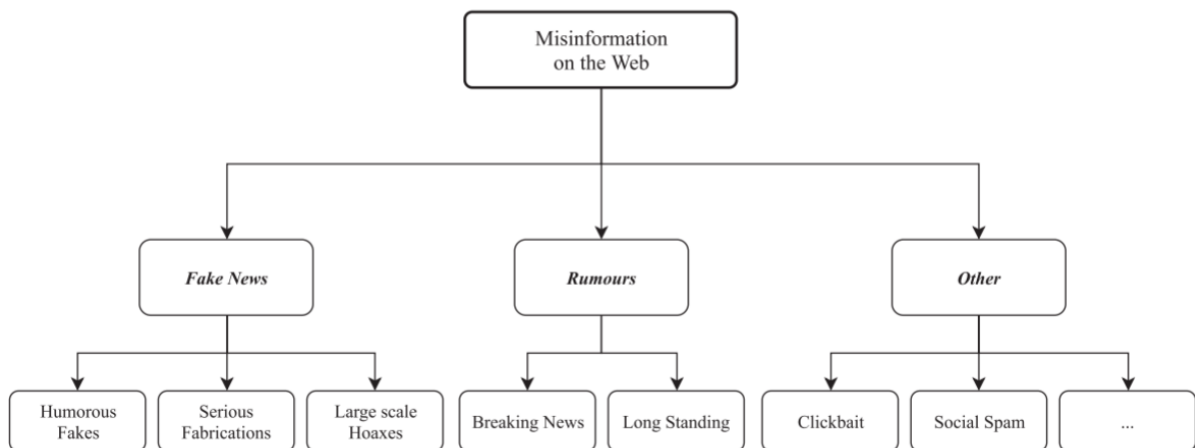 Misinformation
on the Web
Fake News
Rumours
Other
Humorous
Fakes
Serious
Fabrications
Large scale
Hoaxes
Breaking News
Long Standing
Clickbait
Social Spam
...